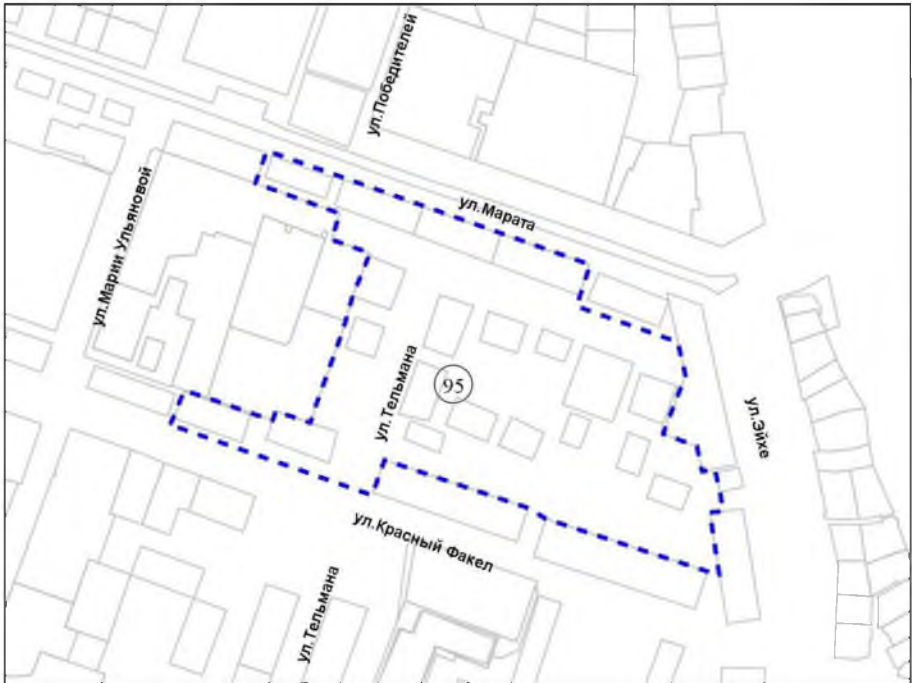 ул.Победителей
ул.Марата
ул.Марии Ульяновой
ул.Тельмана
95
ул.Эйхе
ул.Красный Факел
ул.Тельмана